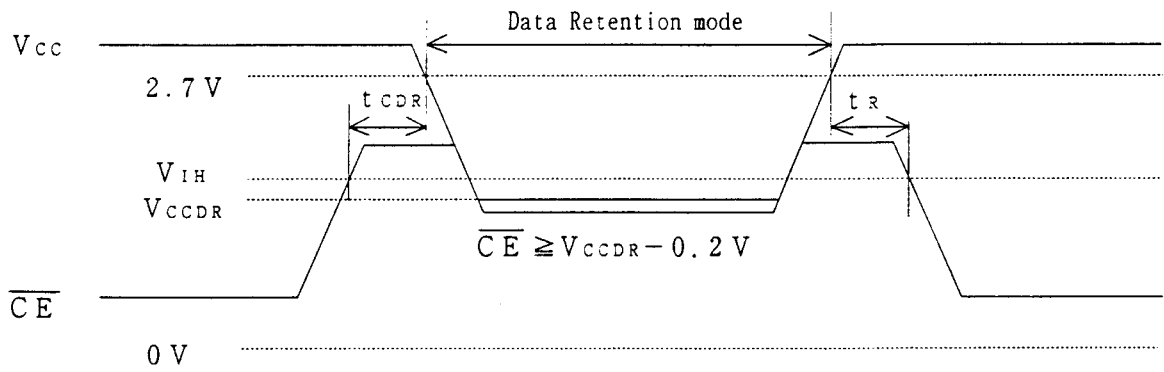 Data Retention mode
VCC
2.7V
tCDR
tR
VIH
VCCDR
CE≧VCCDR−0.2V
CE
0V